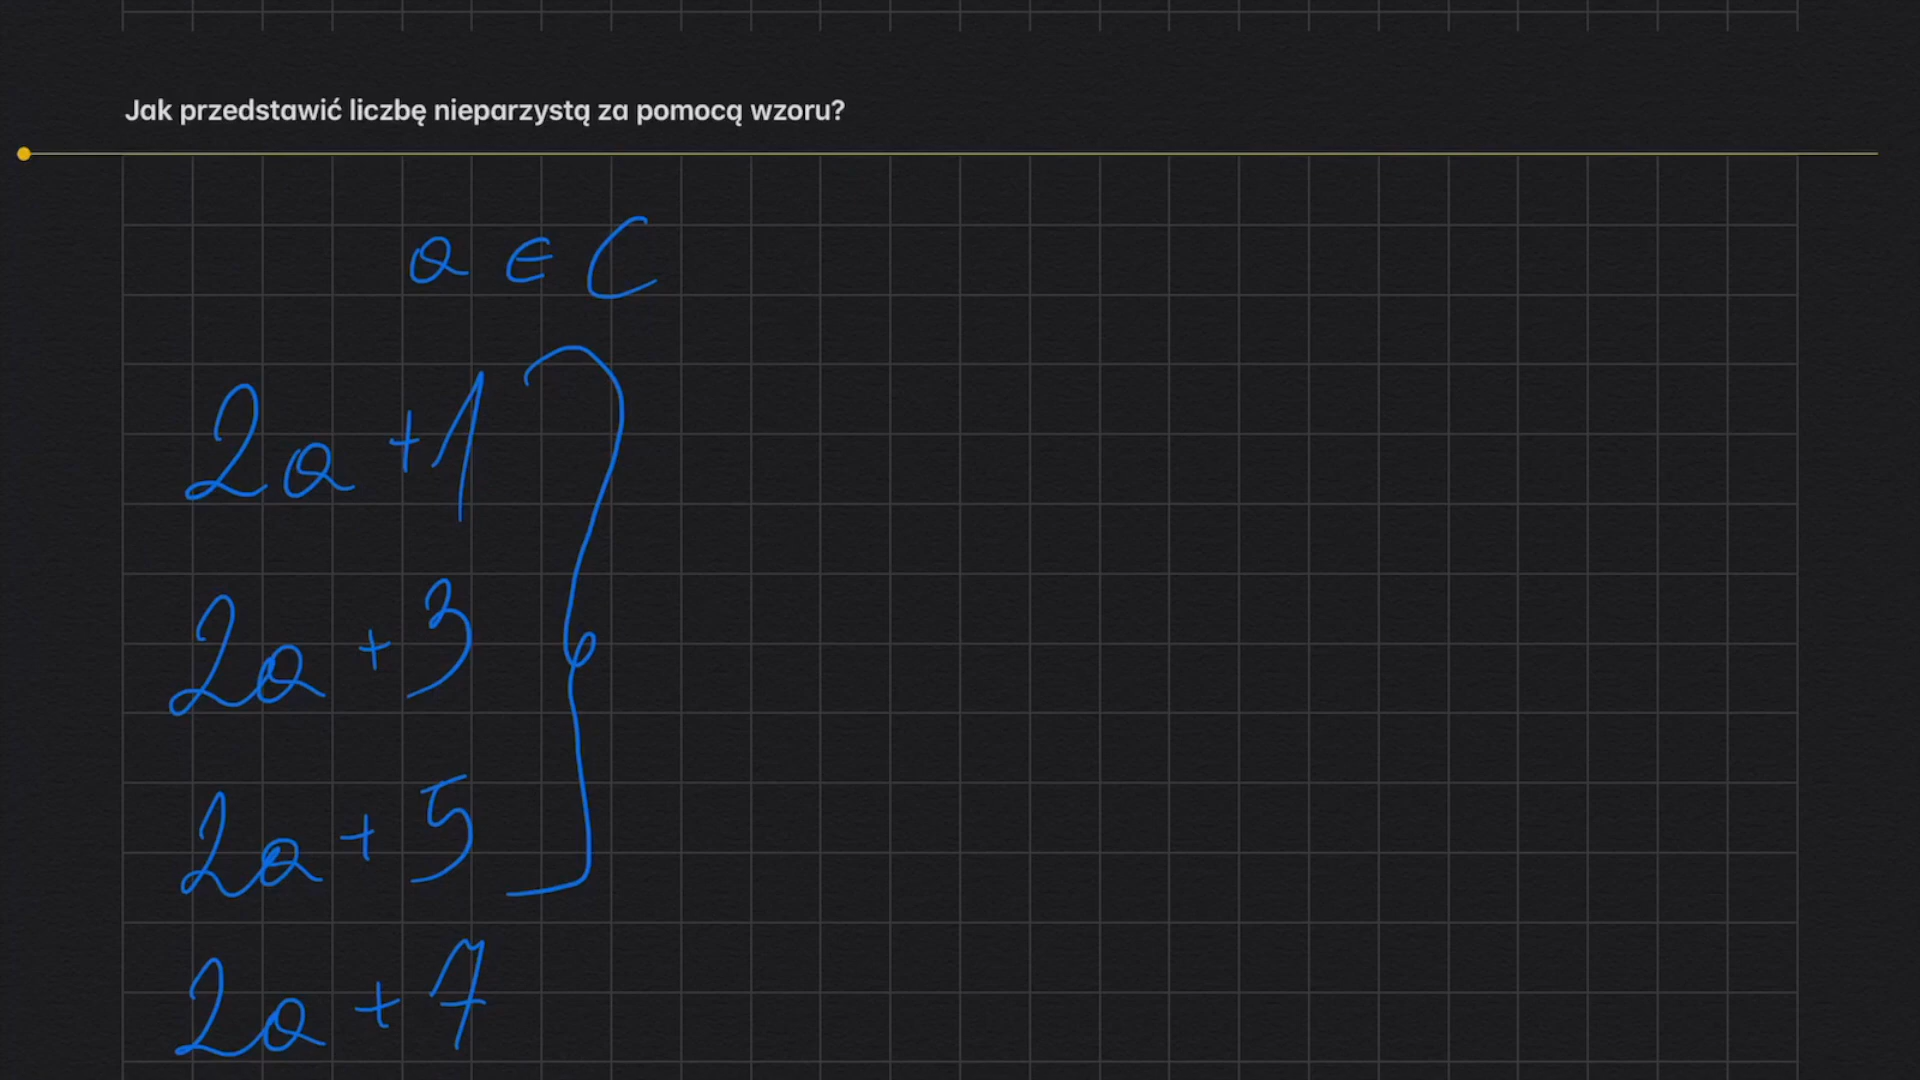 Jak przedstawić liczbę nieparzystą za pomocą wzoru?
a ∈ C
2a + 1
2a + 3
2a + 5
2a + 7